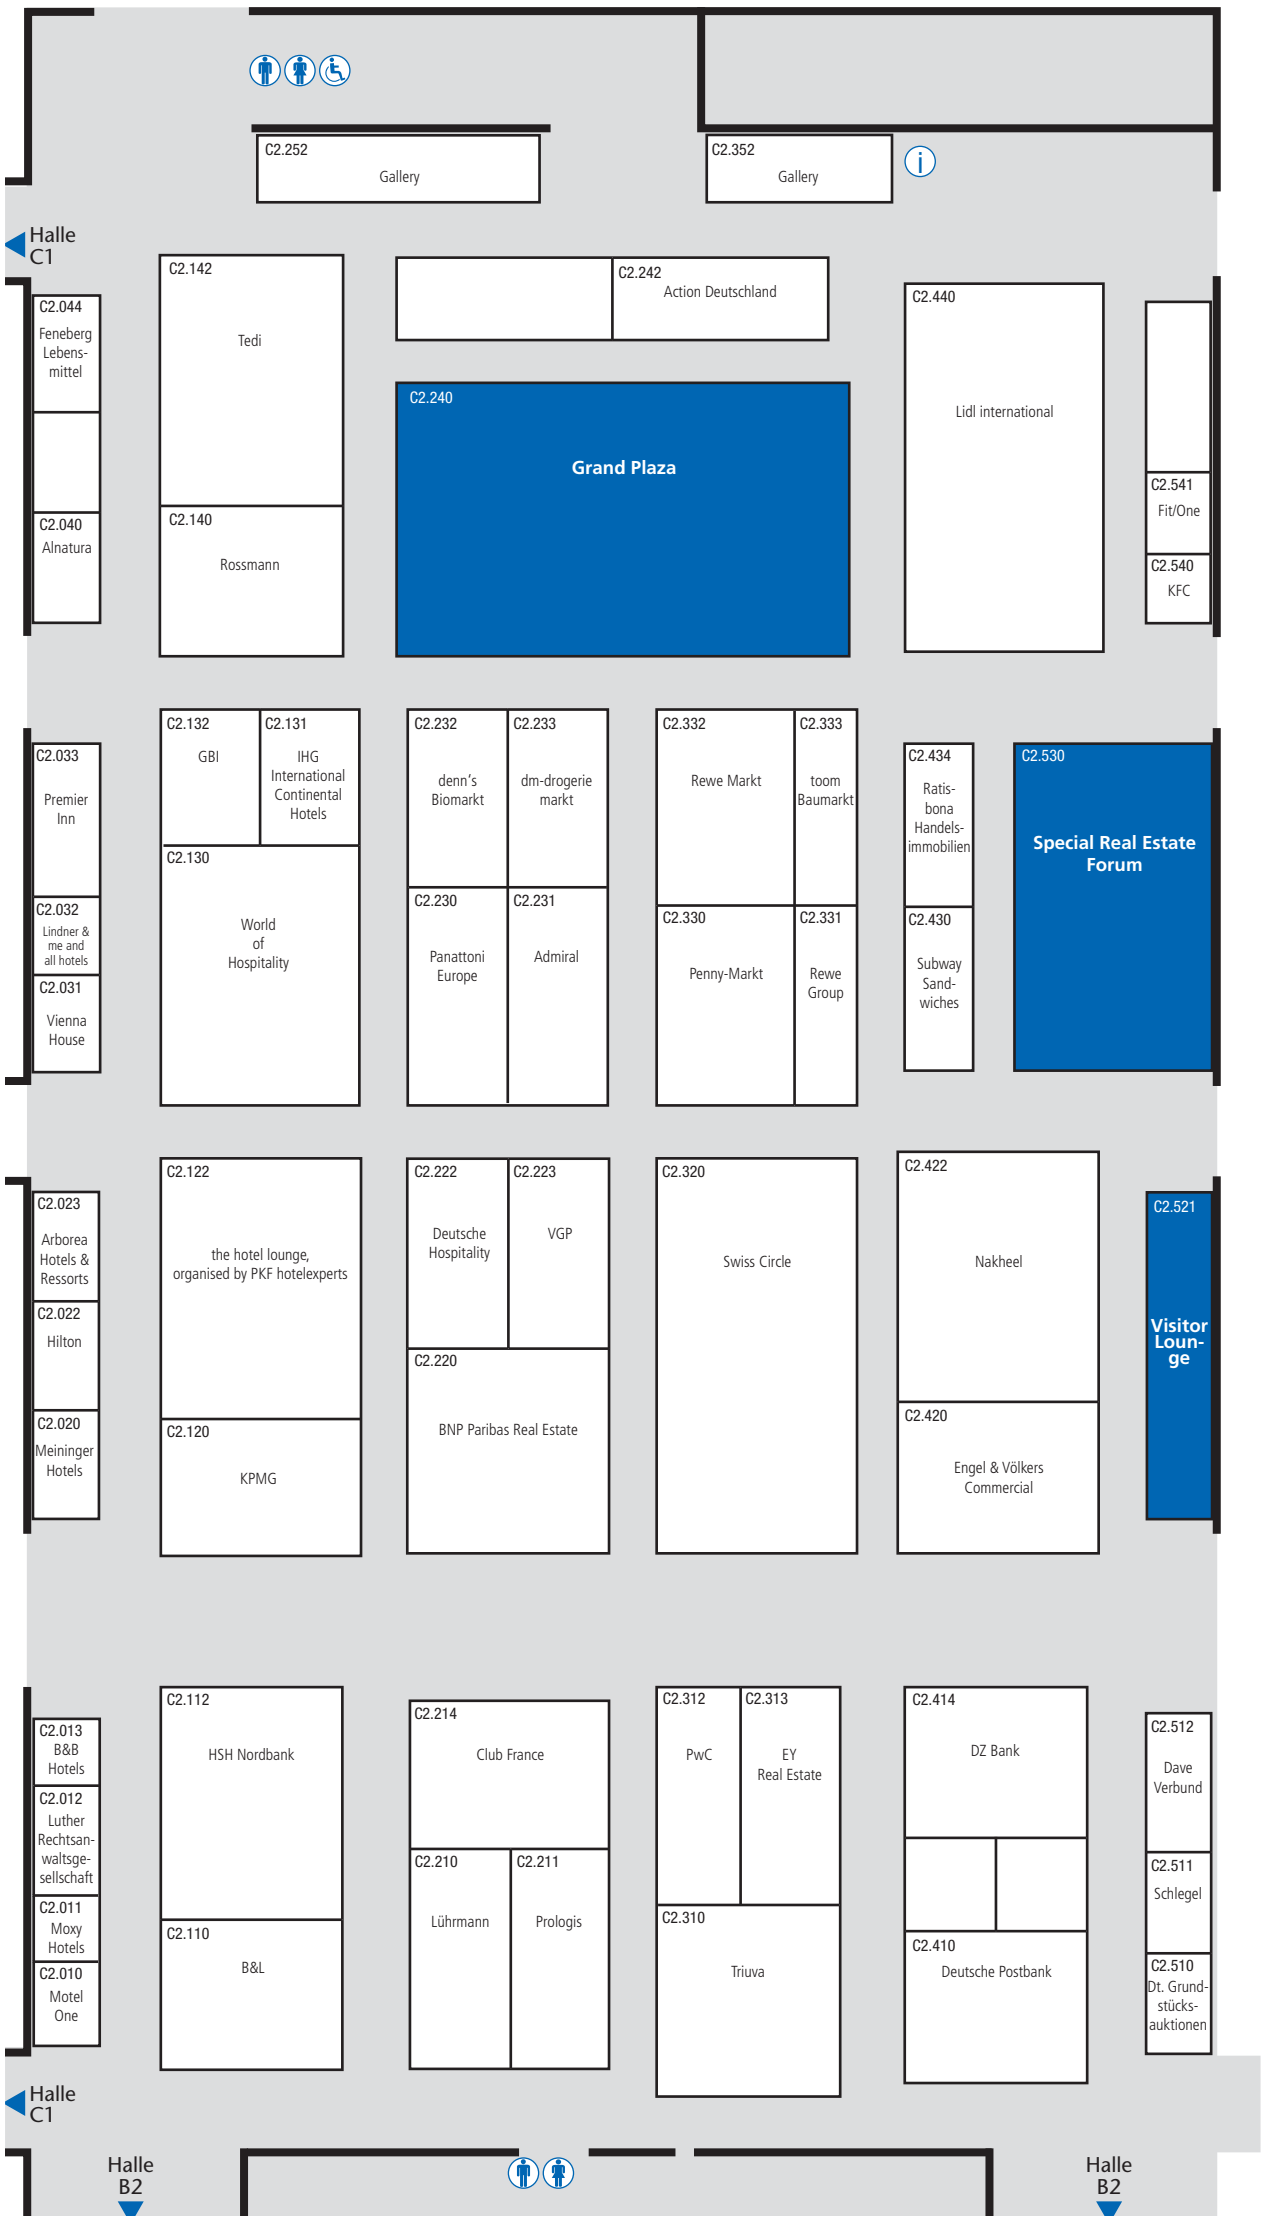 C2.252
Gallery
C2.352
Gallery
i
Halle
C1
C2.044
Feneberg
Lebens-
mittel
C2.040
Alnatura
C2.142
Tedi
C2.140
Rossmann
C2.242
Action Deutschland
C2.240
Grand Plaza
C2.440
Lidl international
C2.541
Fit/One
C2.540
KFC
C2.033
Premier
Inn
C2.032
Lindner &
me and
all hotels
C2.031
Vienna
House
C2.132
GBI
C2.131
IHG
International
Continental
Hotels
C2.130
World
of
Hospitality
C2.232
denn's
Biomarkt
C2.233
dm-drogerie
markt
C2.230
Panattoni
Europe
C2.231
Admiral
C2.332
Rewe Markt
C2.333
toom
Baumarkt
C2.330
Penny-Markt
C2.331
Rewe
Group
C2.434
Ratis-
bona
Handels-
immobilien
C2.430
Subway
Sand-
wiches
C2.530
Special Real Estate
Forum
C2.023
Arborea
Hotels &
Ressorts
C2.022
Hilton
C2.020
Meininger
Hotels
C2.122
the hotel lounge,
organised by PKF hotelexperts
C2.120
KPMG
C2.222
Deutsche
Hospitality
C2.223
VGP
C2.220
BNP Paribas Real Estate
C2.320
Swiss Circle
C2.422
Nakheel
C2.420
Engel & Völkers
Commercial
C2.521
Visitor
Loun-
ge
C2.013
B&B
Hotels
C2.012
Luther
Rechtsan-
waltsge-
sellschaft
C2.011
Moxy
Hotels
C2.010
Motel
One
C2.112
HSH Nordbank
C2.110
B&L
C2.214
Club France
C2.210
Lührmann
C2.211
Prologis
C2.312
PwC
C2.313
EY
Real Estate
C2.310
Triuva
C2.414
DZ Bank
C2.410
Deutsche Postbank
C2.512
Dave
Verbund
C2.511
Schlegel
C2.510
Dt. Grund-
stücks-
auktionen
Halle
C1
Halle
B2
Halle
B2